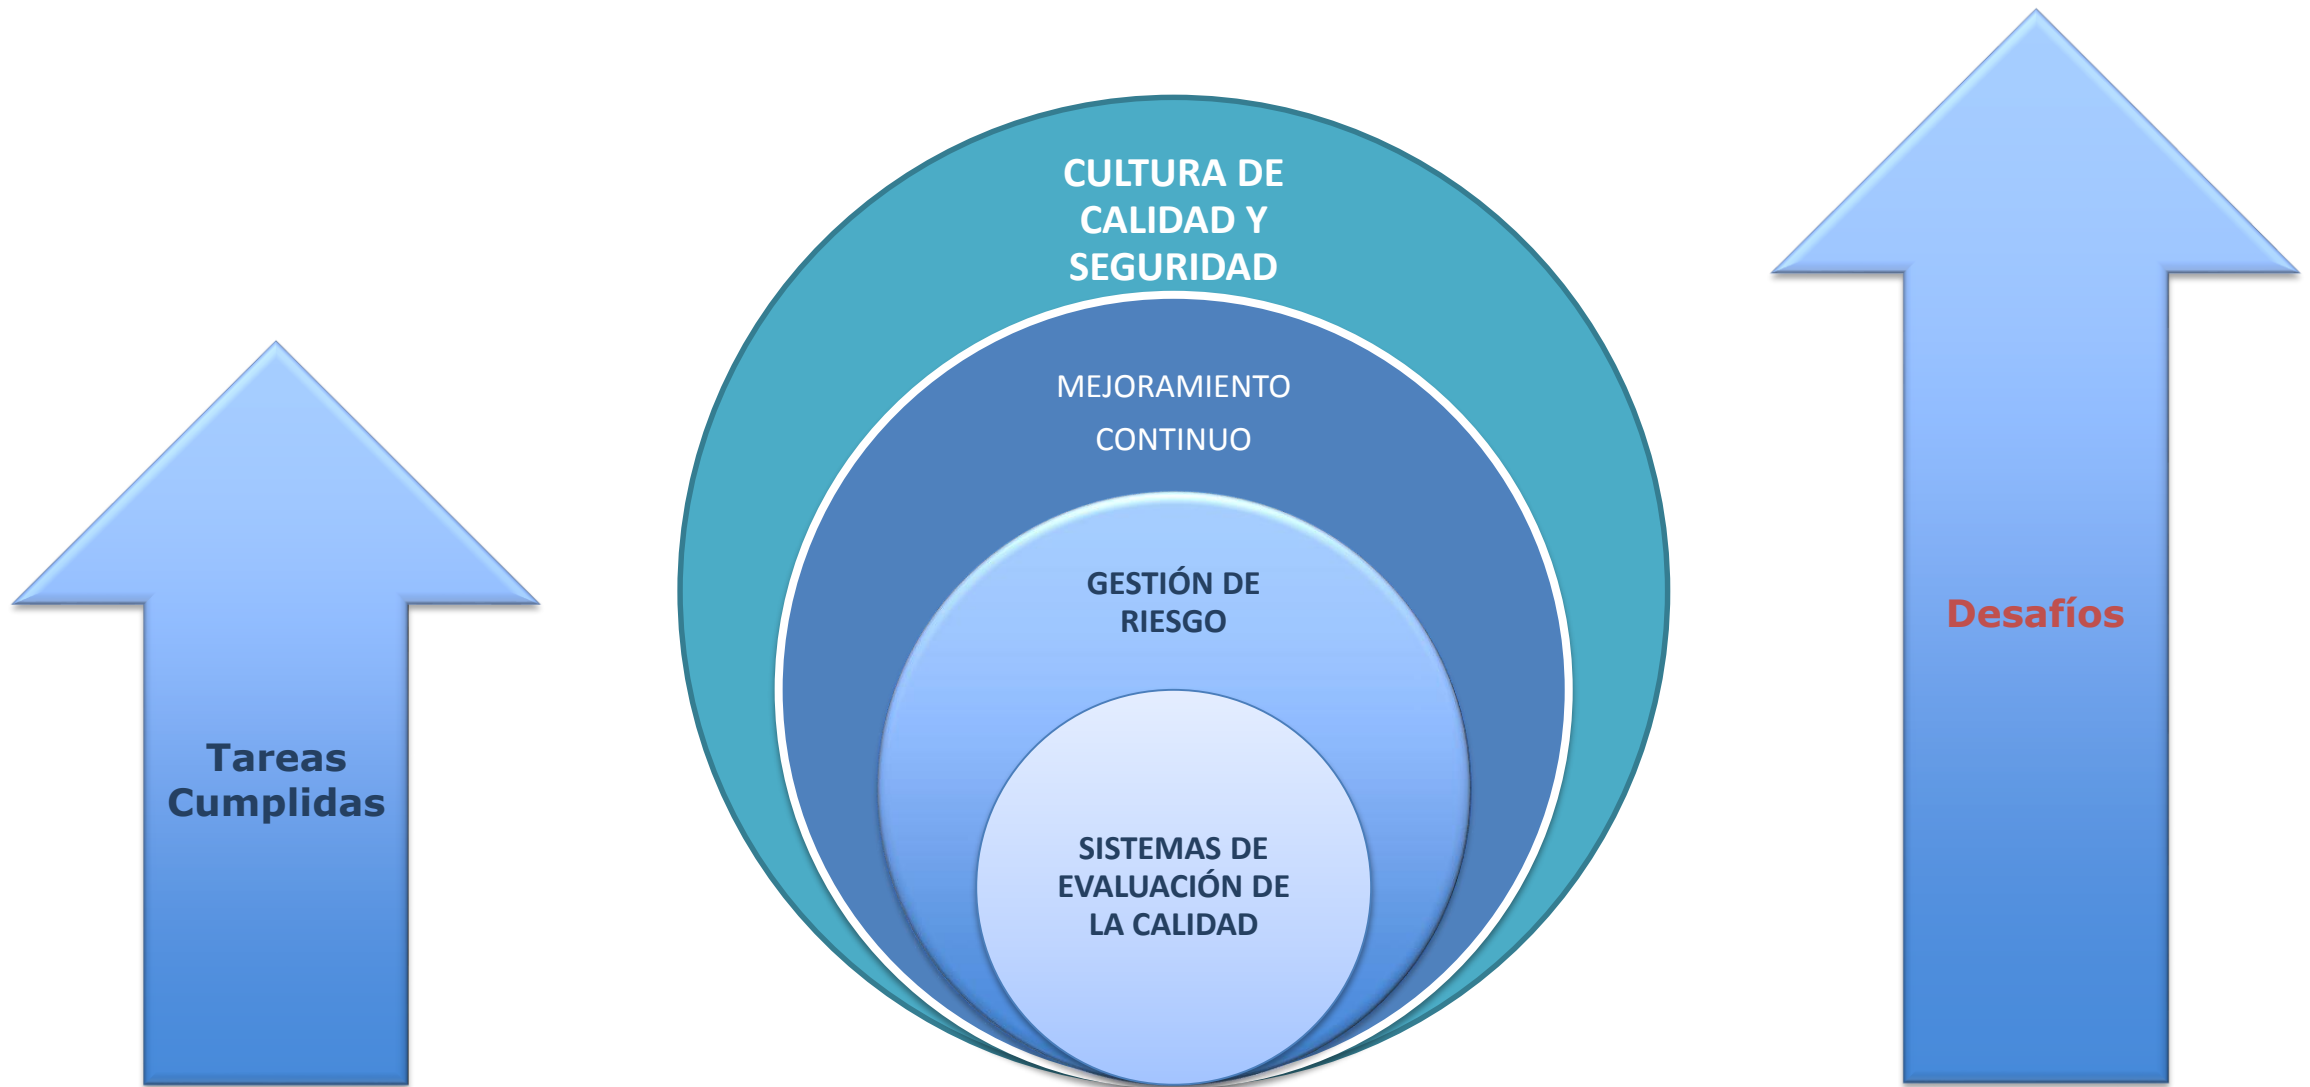 CULTURA DE
CALIDAD Y
SEGURIDAD
MEJORAMIENTO
CONTINUO
GESTIÓN DE
RIESGO
SISTEMAS DE
EVALUACIÓN DE
LA CALIDAD
Tareas
Cumplidas
Desafíos